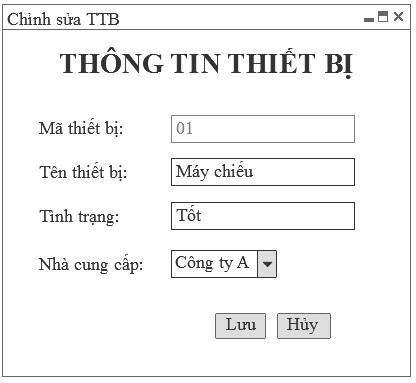 Chỉnh sửa TTB
THÔNG TIN THIẾT BỊ
Mã thiết bị: 01
Tên thiết bị: Máy chiếu
Tình trạng: Tốt
Nhà cung cấp: Công ty A
Lưu Hủy